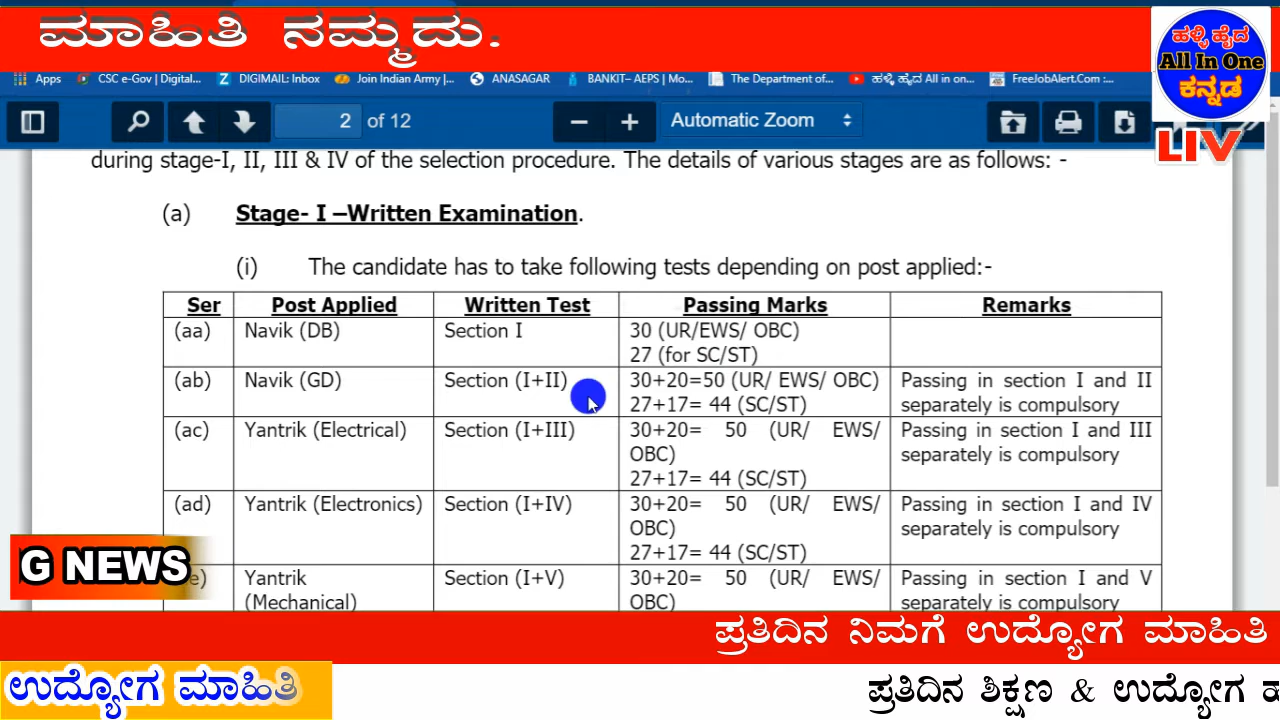 ಮಾಹಿತಿ ನಮ್ಮದು.
ಹಳ್ಳಿ ಹೈದ
All In One
ಕನ್ನಡ
LIV
Apps CSC e-Gov | Digital... DIGIMAIL: Inbox Join Indian Army |... ANASAGAR BANKIT– AEPS | Mo... The Department of... ಹಳ್ಳಿ ಹೈದ All in on... FreeJobAlert.Com :...
2 of 12 Automatic Zoom
during stage-I, II, III & IV of the selection procedure. The details of various stages are as follows: -
(a) Stage- I –Written Examination.
(i) The candidate has to take following tests depending on post applied:-
Ser Post Applied Written Test Passing Marks Remarks
(aa) Navik (DB) Section I 30 (UR/EWS/ OBC)
27 (for SC/ST)
(ab) Navik (GD) Section (I+II) 30+20=50 (UR/ EWS/ OBC) Passing in section I and II
27+17= 44 (SC/ST) separately is compulsory
(ac) Yantrik (Electrical) Section (I+III) 30+20= 50 (UR/ EWS/ Passing in section I and III
OBC) separately is compulsory
27+17= 44 (SC/ST)
(ad) Yantrik (Electronics) Section (I+IV) 30+20= 50 (UR/ EWS/ Passing in section I and IV
OBC) separately is compulsory
27+17= 44 (SC/ST)
e) Yantrik Section (I+V) 30+20= 50 (UR/ EWS/ Passing in section I and V
(Mechanical) OBC) separately is compulsory
G NEWS
ಪ್ರತಿದಿನ ನಿಮಗೆ ಉದ್ಯೋಗ ಮಾಹಿತಿ
ಉದ್ಯೋಗ ಮಾಹಿತಿ
ಪ್ರತಿದಿನ ಶಿಕ್ಷಣ & ಉದ್ಯೋಗ